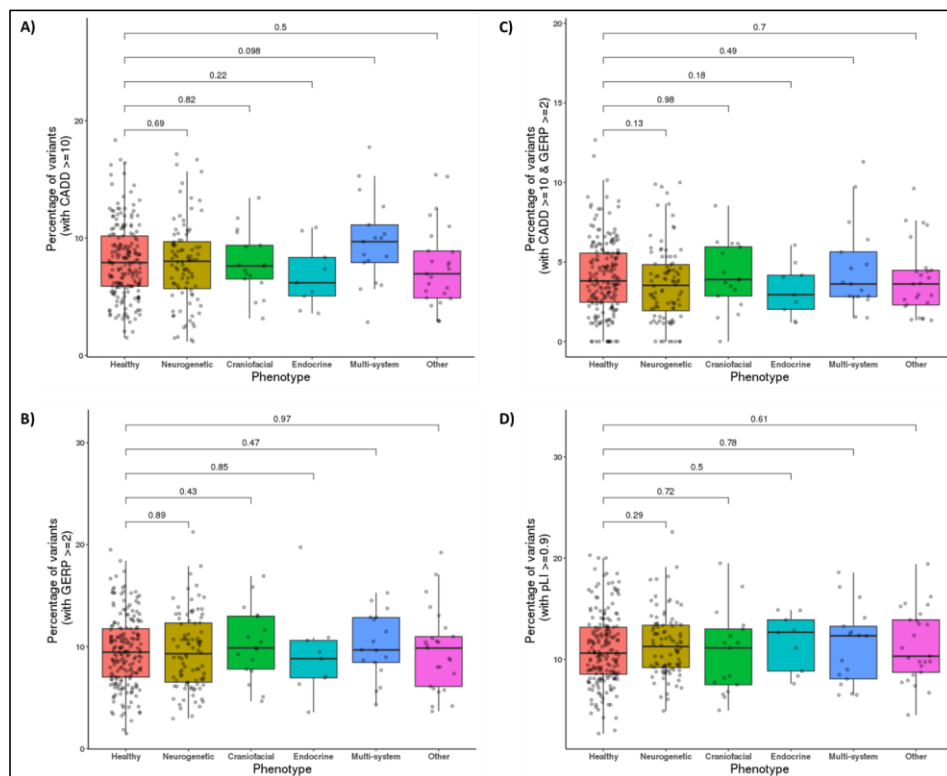 A)
0.5
0.098
0.22
0.82
0.69
Percentage of variants
(with CADD >=10)
20
10
0
Healthy Neurogenetic Craniofacial Endocrine Multi-system Other
Phenotype
C)
0.7
0.49
0.18
0.98
0.13
Percentage of variants
(with CADD >=10 & GERP >=2)
20
15
10
5
0
Healthy Neurogenetic Craniofacial Endocrine Multi-system Other
Phenotype
B)
0.97
0.47
0.85
0.43
0.89
Percentage of variants
(with GERP >=2)
30
20
10
0
Healthy Neurogenetic Craniofacial Endocrine Multi-system Other
Phenotype
D)
0.61
0.78
0.5
0.72
0.29
Percentage of variants
(with pLI >=0.9)
30
20
10
Healthy Neurogenetic Craniofacial Endocrine Multi-system Other
Phenotype